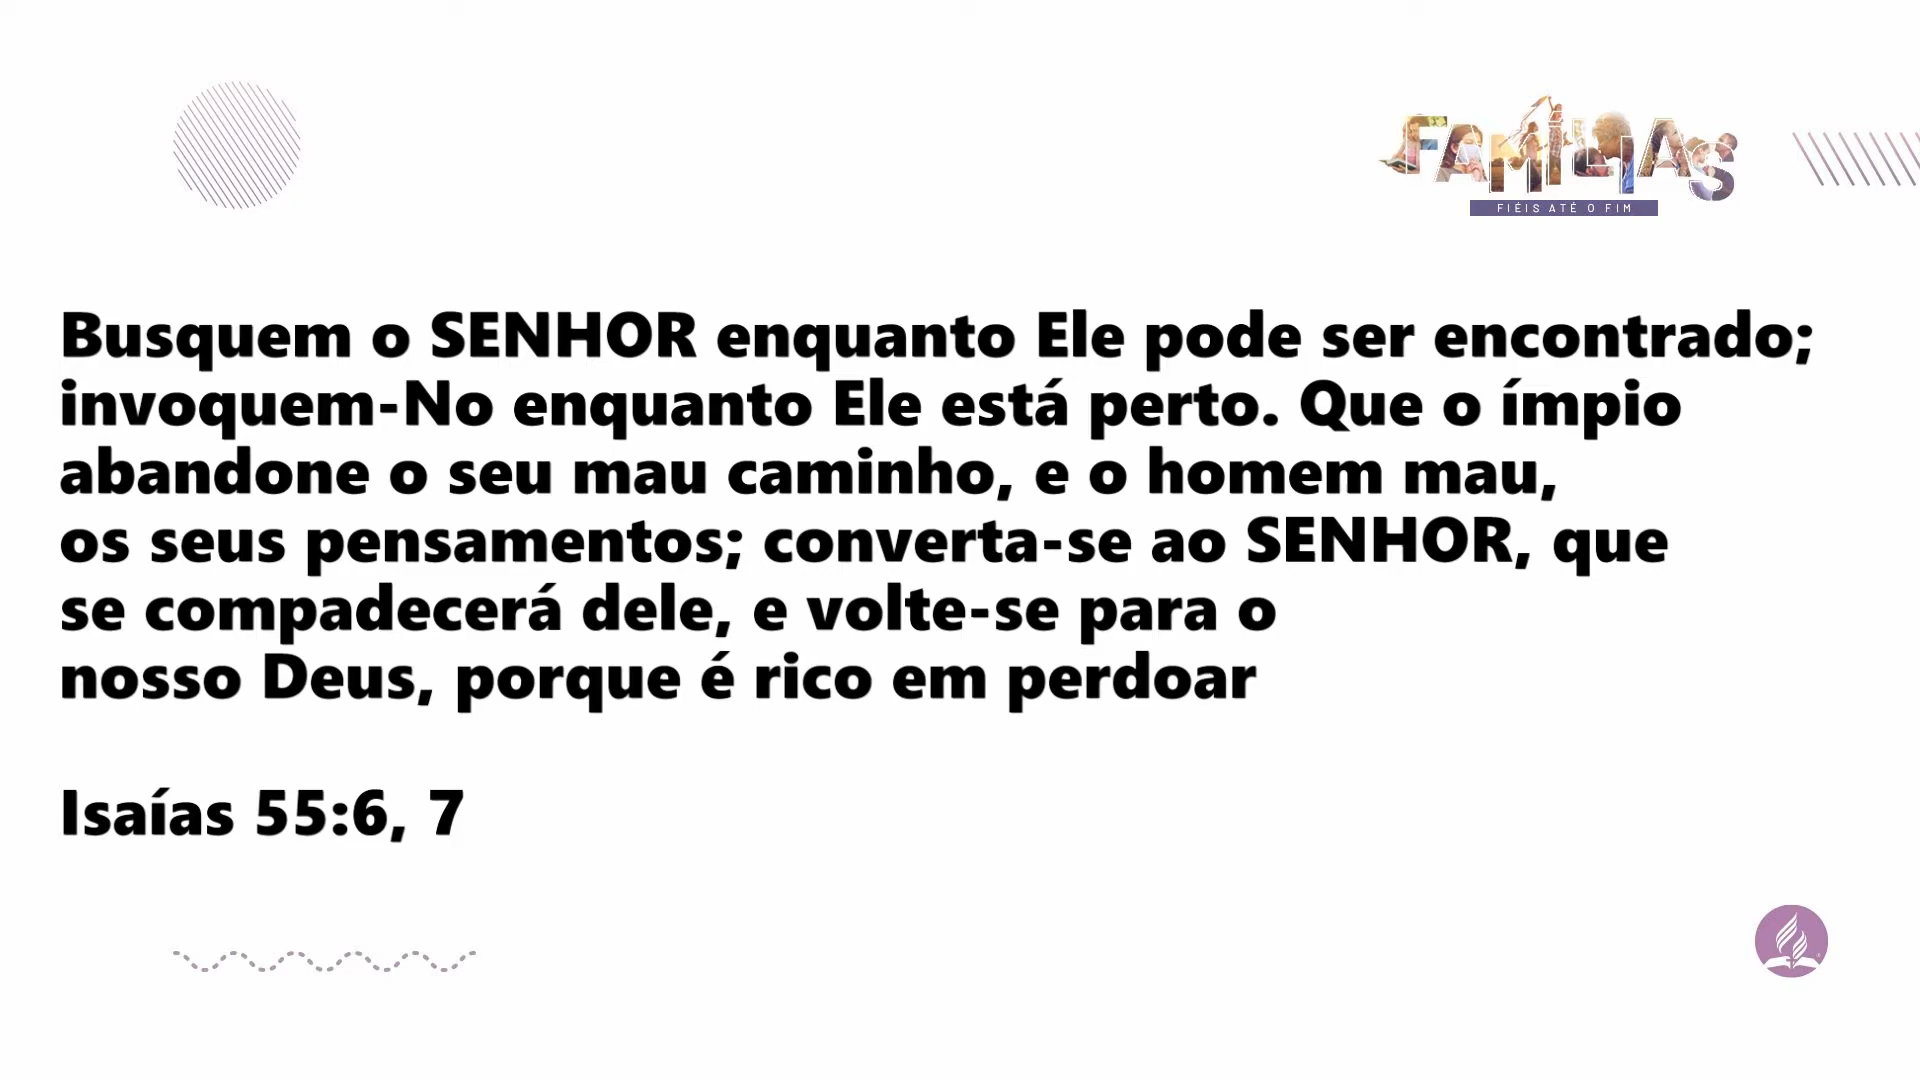 FAMÍLIAS
FIÉIS ATÉ O FIM
Busquem o SENHOR enquanto Ele pode ser encontrado;
invoquem-No enquanto Ele está perto. Que o ímpio
abandone o seu mau caminho, e o homem mau,
os seus pensamentos; converta-se ao SENHOR, que
se compadecerá dele, e volte-se para o
nosso Deus, porque é rico em perdoar
Isaías 55:6, 7